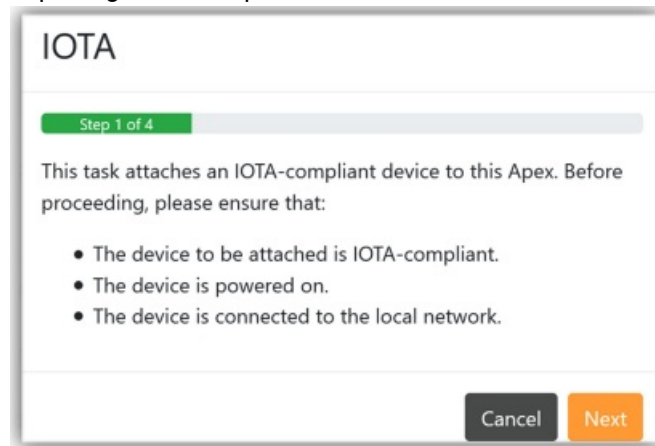 IOTA
Step 1 of 4
This task attaches an IOTA-compliant device to this Apex. Before
proceeding, please ensure that:
• The device to be attached is IOTA-compliant.
• The device is powered on.
• The device is connected to the local network.
Cancel Next